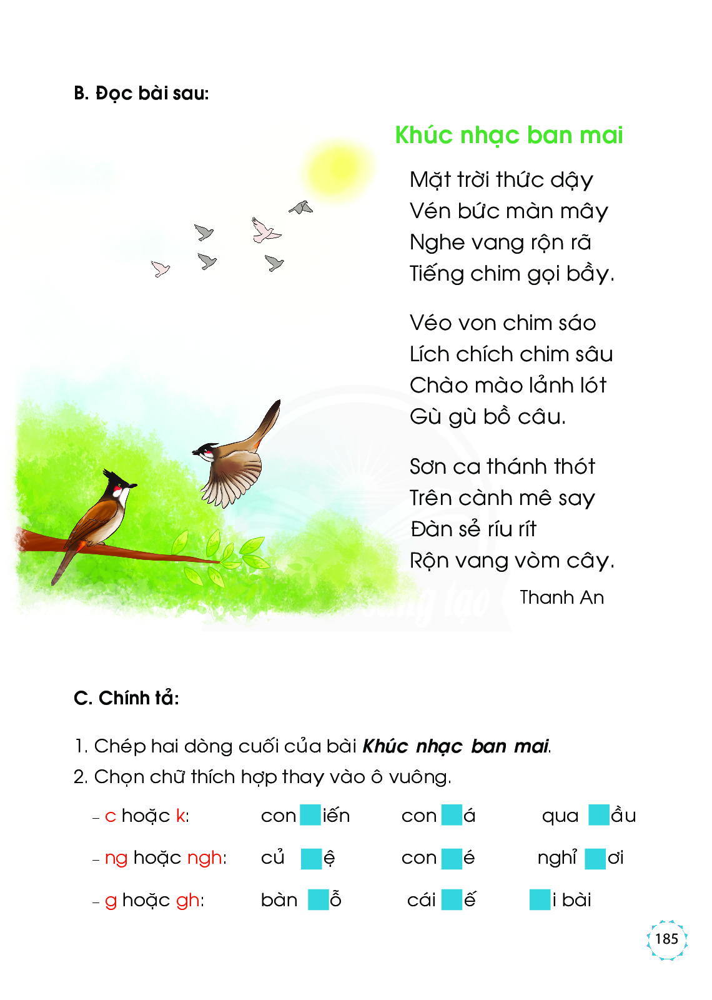 B. Đọc bài sau:
Khúc nhạc ban mai
Mặt trời thức dậy
Vén bức màn mây
Nghe vang rộn rã
Tiếng chim gọi bầy.
Véo von chim sáo
Lích chích chim sâu
Chào mào lảnh lót
Gù gù bồ câu.
Sơn ca thánh thót
Trên cành mê say
Đàn sẻ ríu rít
Rộn vang vòm cây.
Thanh An
sáng tạo
C. Chính tả:
1. Chép hai dòng cuối của bài Khúc nhạc ban mai.
2. Chọn chữ thích hợp thay vào ô vuông.
– c hoặc k: con iến con á qua ầu
– ng hoặc ngh: củ ệ con é nghỉ ơi
– g hoặc gh: bàn ỗ cái ế i bài
185